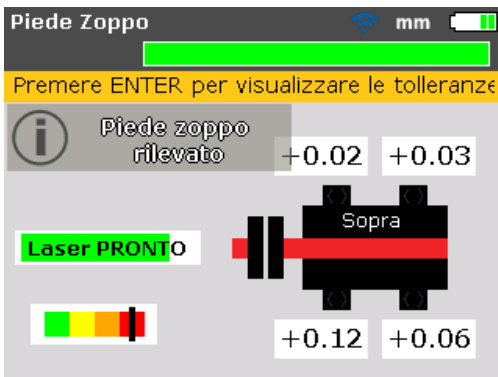 Piede Zoppo mm
Premere ENTER per visualizzare le tolleranze
Piede zoppo
rilevato
+0.02 +0.03
Sopra
Laser PRONTO
+0.12 +0.06